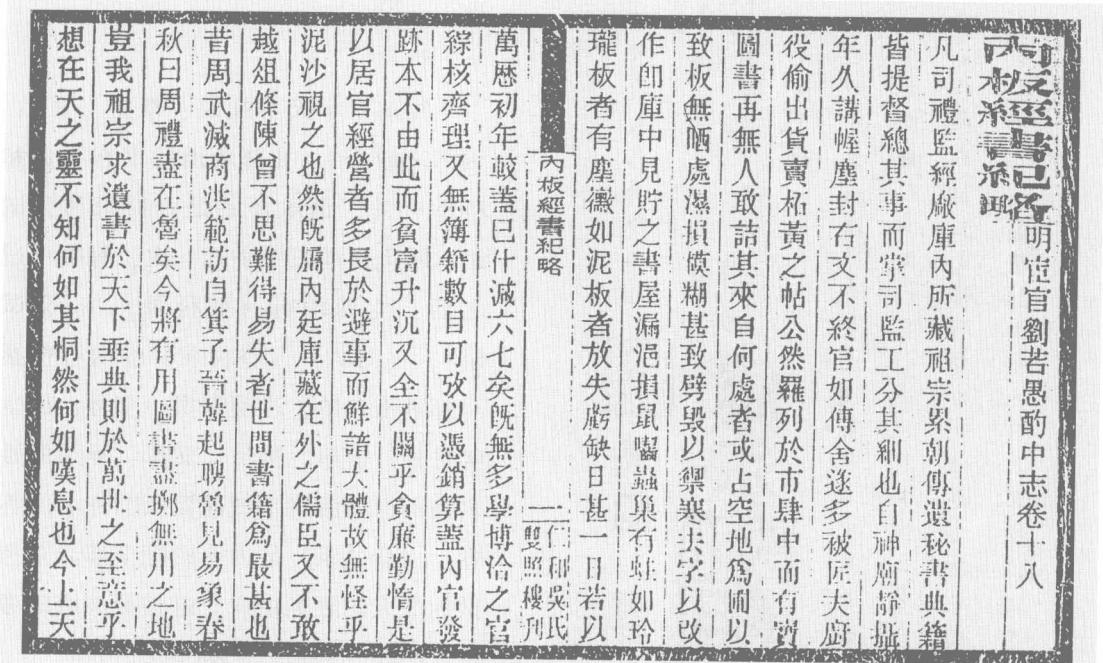 內板經書紀略 明宦官劉若愚酌中志卷十八
凡司禮監經廠庫內所藏祖宗累朝傳遺秘書典籍
皆提督總其事而掌司監工分其細也自神廟靜攝
年久講幄塵封右文不終官如傳舍遂多被匠夫廚
役偷出貨賣柘黃之帖公然羅列於市肆中而有寶
圖書再無人敢詰其來自何處者或占空地爲圃以
致板無晒處濕損模糊甚致劈毀以禦寒去字以改
作即庫中見貯之書屋漏浥損鼠嚙蟲巢有蛀如玲
瓏板者有塵黴如泥板者放失虧缺日甚一日若以
內板經書紀略
一
仁和吳氏
雙照樓刊
萬歷初年較蓋已什減六七矣旣無多學博洽之官
綜核齊理又無簿籍數目可攷以憑銷算蓋內官發
跡本不由此而貧富升沉又全不關乎貪廉勤惰是
以居官經營者多長於避事而鮮諳大體故無怪乎
泥沙視之也然旣屬內廷庫藏在外之儒臣又不敢
越俎條陳曾不思難得易失者世間書籍爲最甚也
昔周武滅商洪範訪自箕子晉韓起聘魯見易象春
秋曰周禮盡在魯矣今將有用圖書盡擲無用之地
豈我祖宗求遺書於天下垂典則於萬世之至意乎
想在天之靈不知何如其恫然何如嘆息也今上天